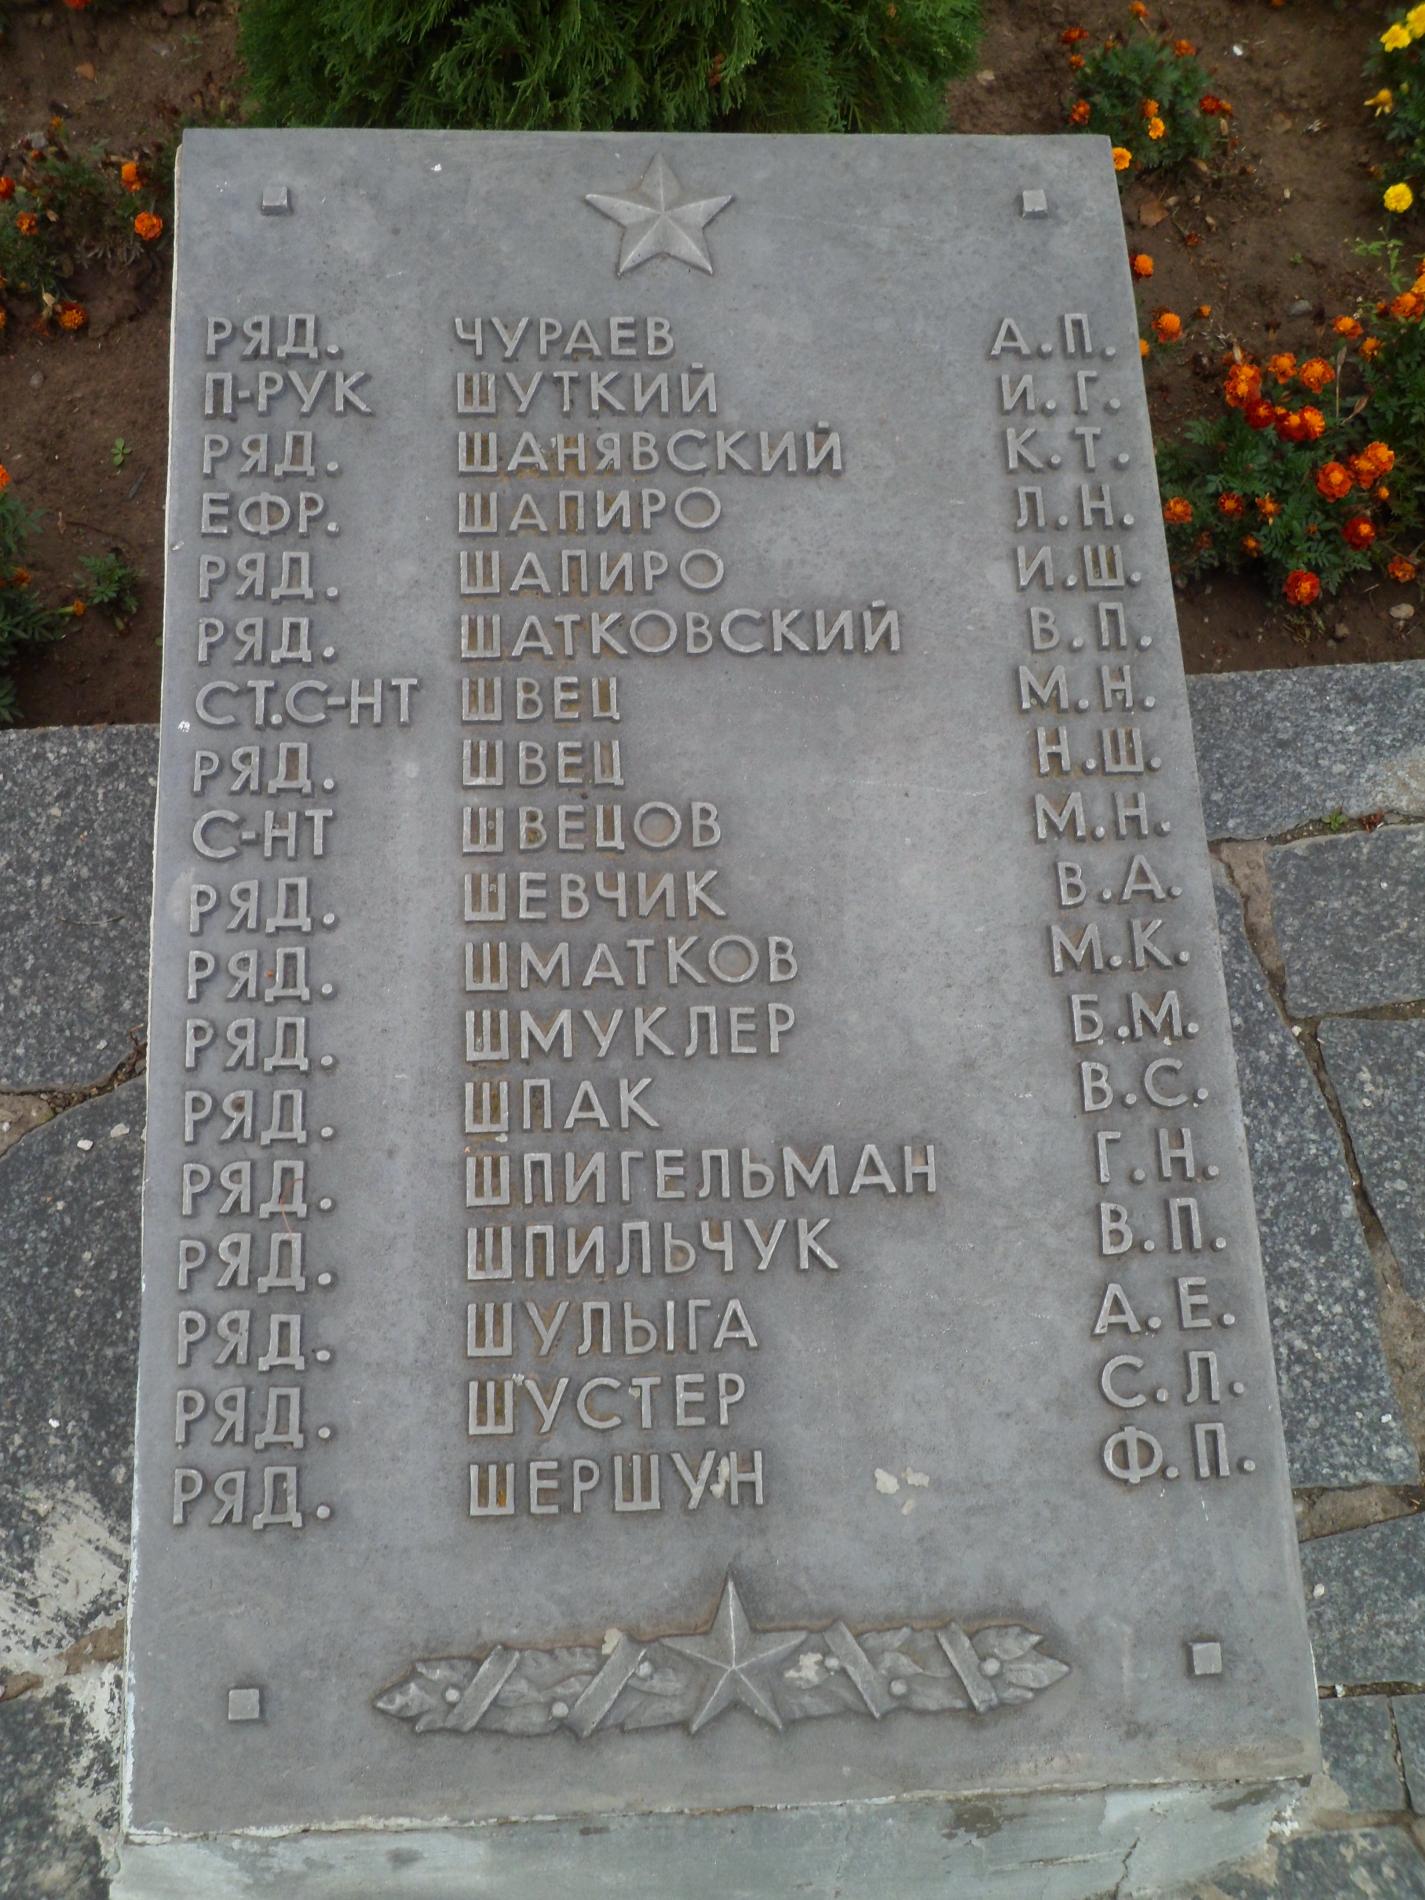 РЯД. ЧУРАЕВ А.П.
П-РУК ШУТКИЙ И.Г.
РЯД. ШАНЯВСКИЙ К.Т.
ЕФР. ШАПИРО Л.Н.
РЯД. ШАПИРО И.Ш.
РЯД. ШАТКОВСКИЙ В.П.
СТ.С-НТ ШВЕЦ М.Н.
РЯД. ШВЕЦ Н.Ш.
С-НТ ШВЕЦОВ М.Н.
РЯД. ШЕВЧИК В.А.
РЯД. ШМАТКОВ М.К.
РЯД. ШМУКЛЕР Б.М.
РЯД. ШПАК В.С.
РЯД. ШПИГЕЛЬМАН Г.Н.
РЯД. ШПИЛЬЧУК В.П.
РЯД. ШУЛЫГА А.Е.
РЯД. ШУСТЕР С.Л.
РЯД. ШЕРШУН Ф.П.